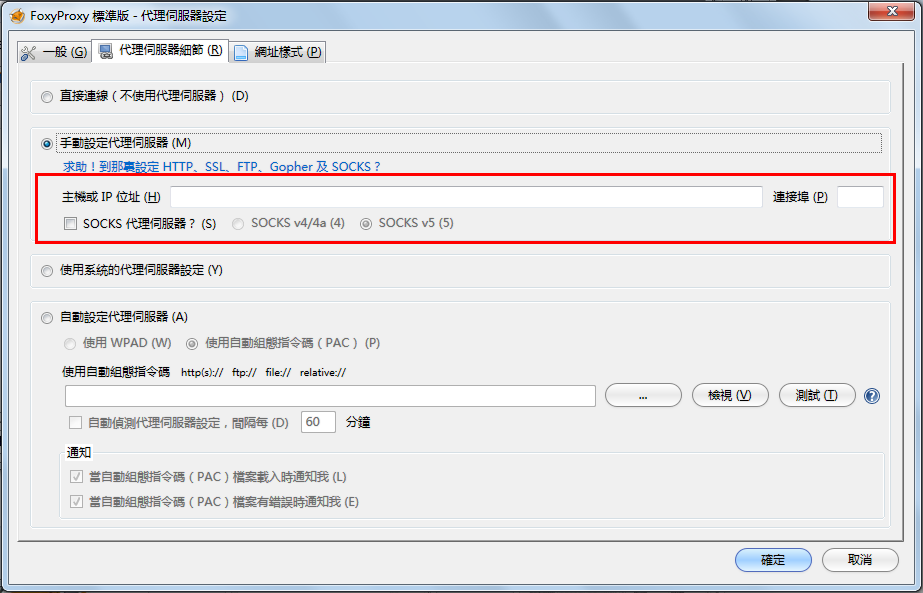 FoxyProxy 標準版 - 代理伺服器設定
一般 (G) 代理伺服器細節 (R) 網址樣式 (P)
直接連線（不使用代理伺服器）(D)
手動設定代理伺服器 (M)
求助！到那裏設定 HTTP、SSL、FTP、Gopher 及 SOCKS？
主機或 IP 位址 (H) 連接埠 (P)
SOCKS 代理伺服器？(S) SOCKS v4/4a (4) SOCKS v5 (5)
使用系統的代理伺服器設定 (Y)
自動設定代理伺服器 (A)
使用 WPAD (W) 使用自動組態指令碼（PAC）(P)
使用自動組態指令碼 http(s):// ftp:// file:// relative://
... 檢視 (V) 測試 (T) ?
自動偵測代理伺服器設定，間隔每 (D) 60 分鐘
通知
當自動組態指令碼（PAC）檔案載入時通知我 (L)
當自動組態指令碼（PAC）檔案有錯誤時通知我 (E)
確定 取消